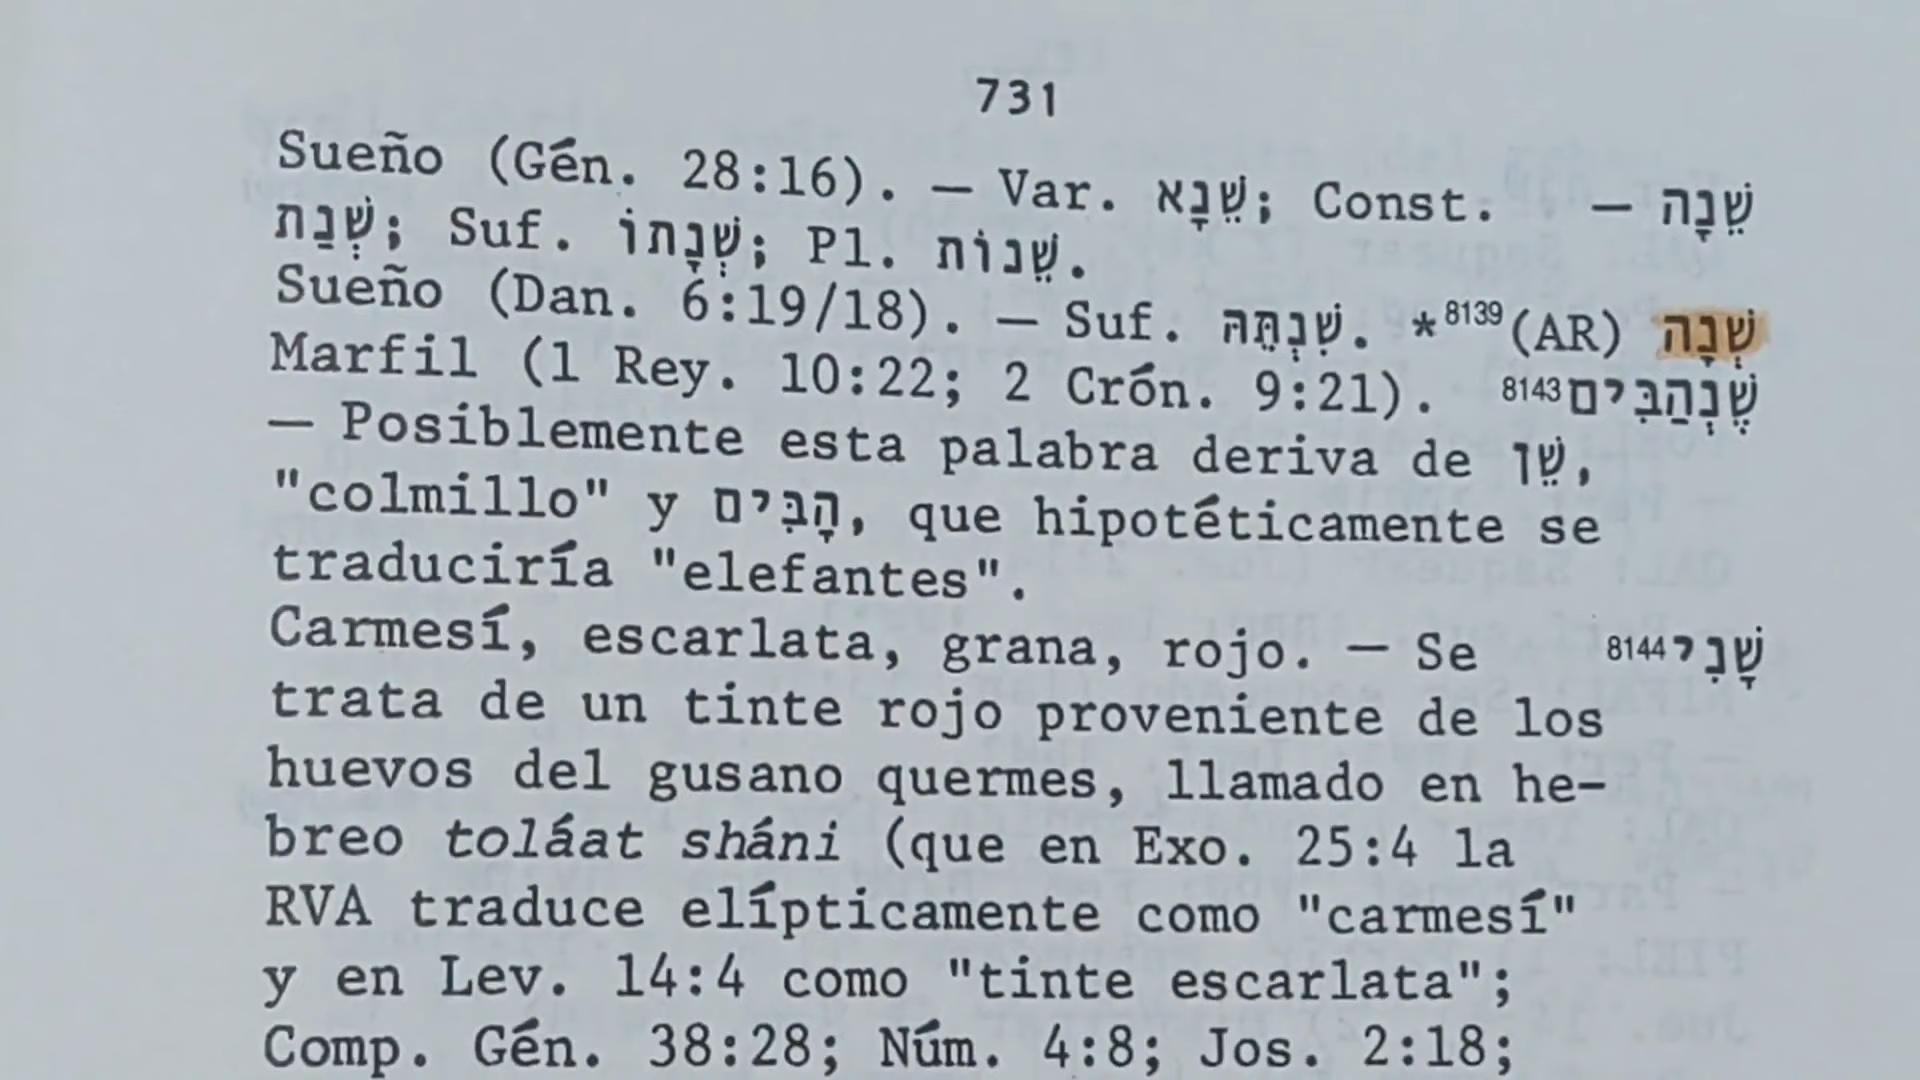 731
Sueño (Gén. 28:16). — Var. שֵׁנָא; Const. — שֵׁנָה
שְׁנַת; Suf. שְׁנָתוֹ; Pl. שֵׁנוֹת.
Sueño (Dan. 6:19/18). — Suf. שִׁנְתֵּהּ. *8139(AR) שְׁנָה
Marfil (1 Rey. 10:22; 2 Crón. 9:21). 8143שֶׁנְהַבִּים
— Posiblemente esta palabra deriva de שֵׁן,
"colmillo" y הָבִּים, que hipotéticamente se
traduciría "elefantes".
Carmesí, escarlata, grana, rojo. — Se 8144שָׁנִי
trata de un tinte rojo proveniente de los
huevos del gusano quermes, llamado en he-
breo toláat sháni (que en Exo. 25:4 la
RVA traduce elípticamente como "carmesí"
y en Lev. 14:4 como "tinte escarlata";
Comp. Gén. 38:28; Núm. 4:8; Jos. 2:18;